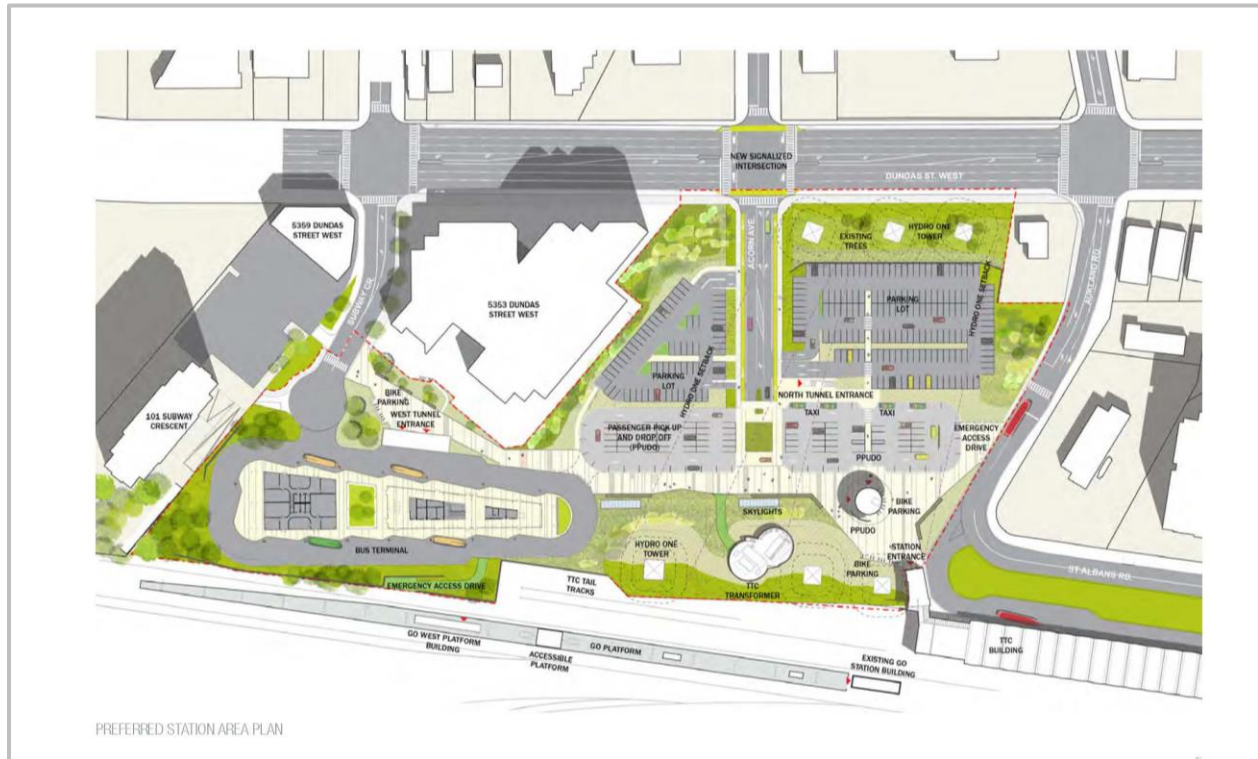 NEW SIGNALIZED
INTERSECTION
DUNDAS ST. WEST
5359 DUNDAS
STREET WEST
SUBWAY CR.
5353 DUNDAS
STREET WEST
ACORN AVE.
EXISTING
TREES
HYDRO ONE
TOWER
AUKLAND RD.
PARKING
LOT
HYDRO ONE SETBACK
PARKING
LOT
HYDRO ONE SETBACK
101 SUBWAY
CRESCENT
BIKE
PARKING
WEST TUNNEL
ENTRANCE
NORTH TUNNEL ENTRANCE
TAXI
TAXI
PASSENGER PICK UP
AND DROP OFF
(PPUDO)
EMERGENCY
ACCESS
DRIVE
PPUDO
SKYLIGHTS
BIKE
PARKING
PPUDO
BUS TERMINAL
HYDRO ONE
TOWER
STATION
ENTRANCE
BIKE
PARKING
ST.ALBANS RD.
EMERGENCY ACCESS DRIVE
TTC TAIL
TRACKS
TTC
TRANSFORMER
GO WEST PLATFORM
BUILDING
ACCESSIBLE
PLATFORM
GO PLATFORM
EXISTING GO
STATION BUILDING
TTC
BUILDING
PREFERRED STATION AREA PLAN